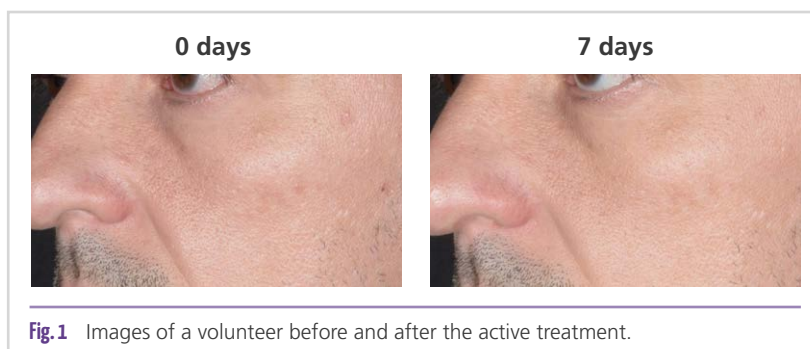 0 days
7 days
Fig.1 Images of a volunteer before and after the active treatment.